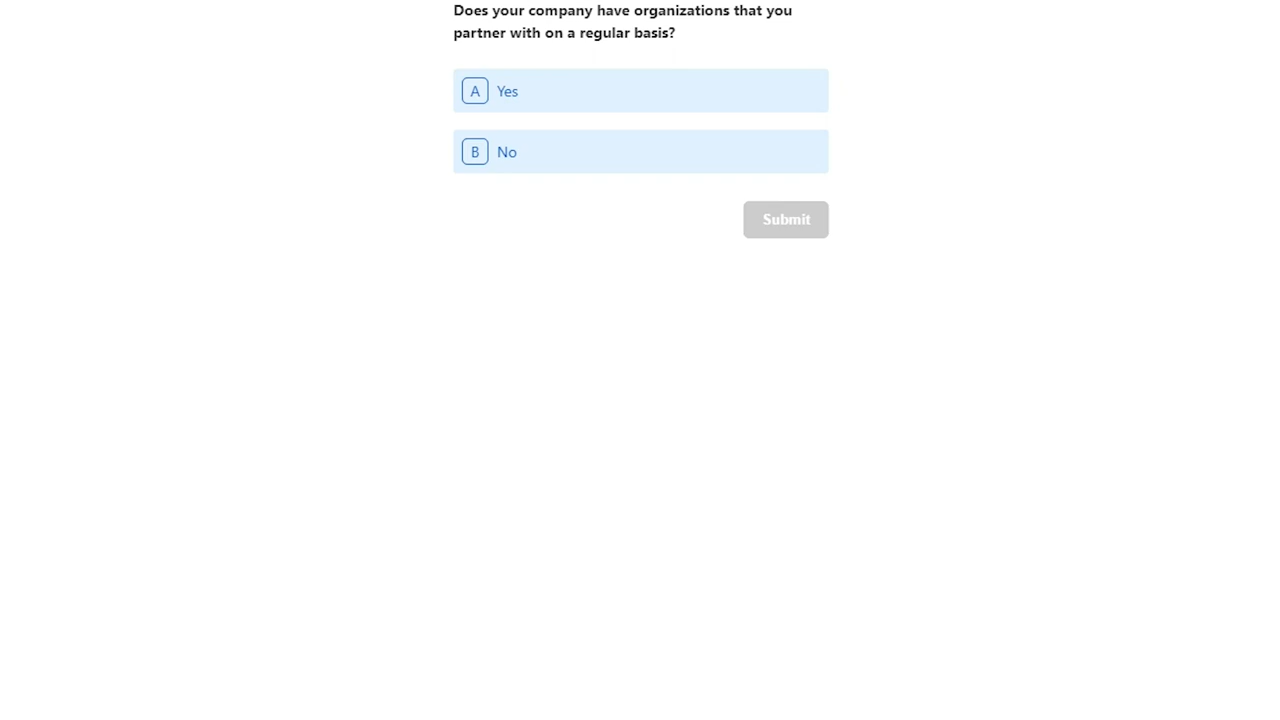 Does your company have organizations that you
partner with on a regular basis?
A Yes
B No
Submit